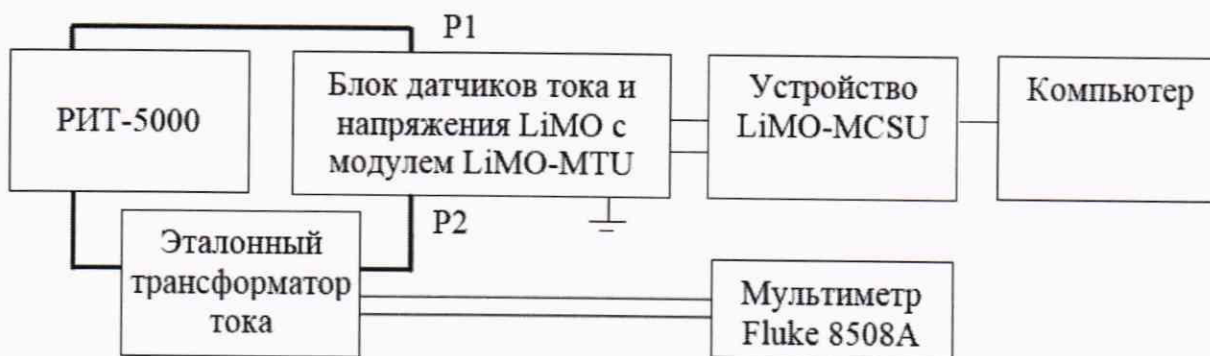 P1
РИТ-5000
Блок датчиков тока и
напряжения LiMO с
модулем LiMO-MTU
Устройство
LiMO-MCSU
Компьютер
P2
Эталонный
трансформатор
тока
Мультиметр
Fluke 8508A